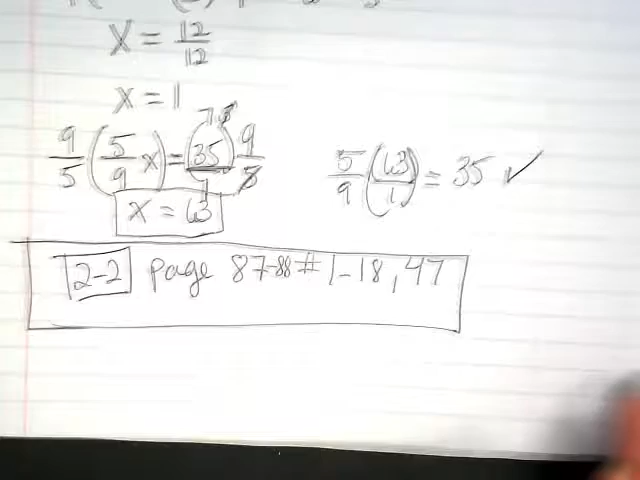 x = 12/12
x = 1
9/5 (5/9 x) = (35/1) 9/5
5/9 (63/1) = 35 ✓
x = 63
2-2 page 87-88 # 1-18, 47